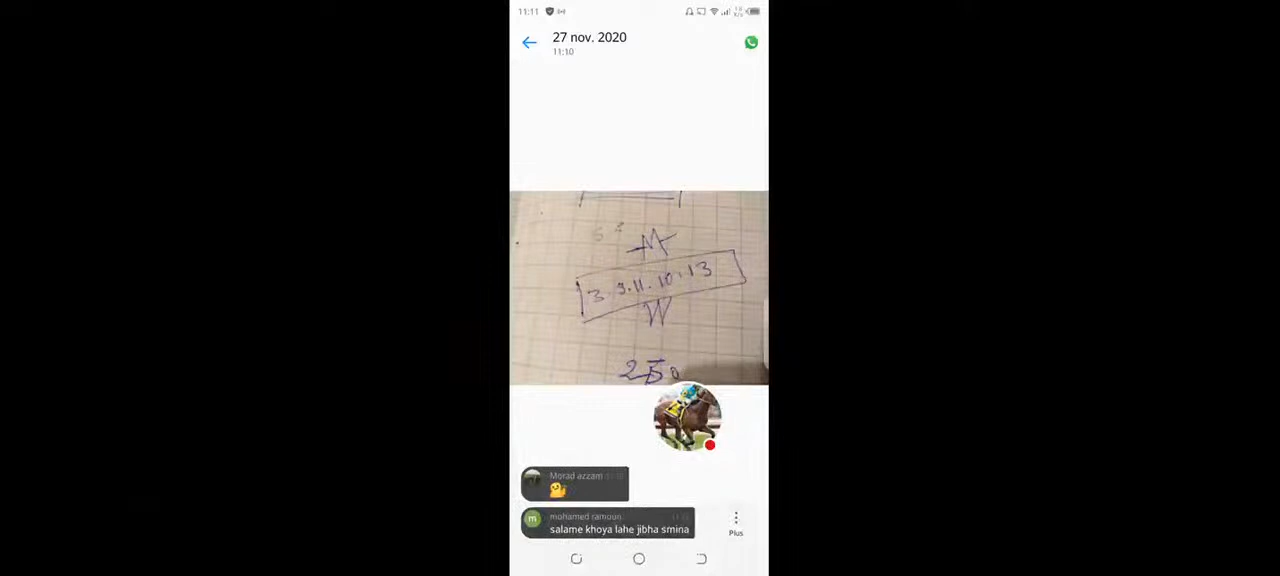 11:11
27 nov. 2020
11:10
M
3.9.11.10.13
W
250
Morad azzam
mohamed ramoun
salame khoya lahe jibha smina
Plus